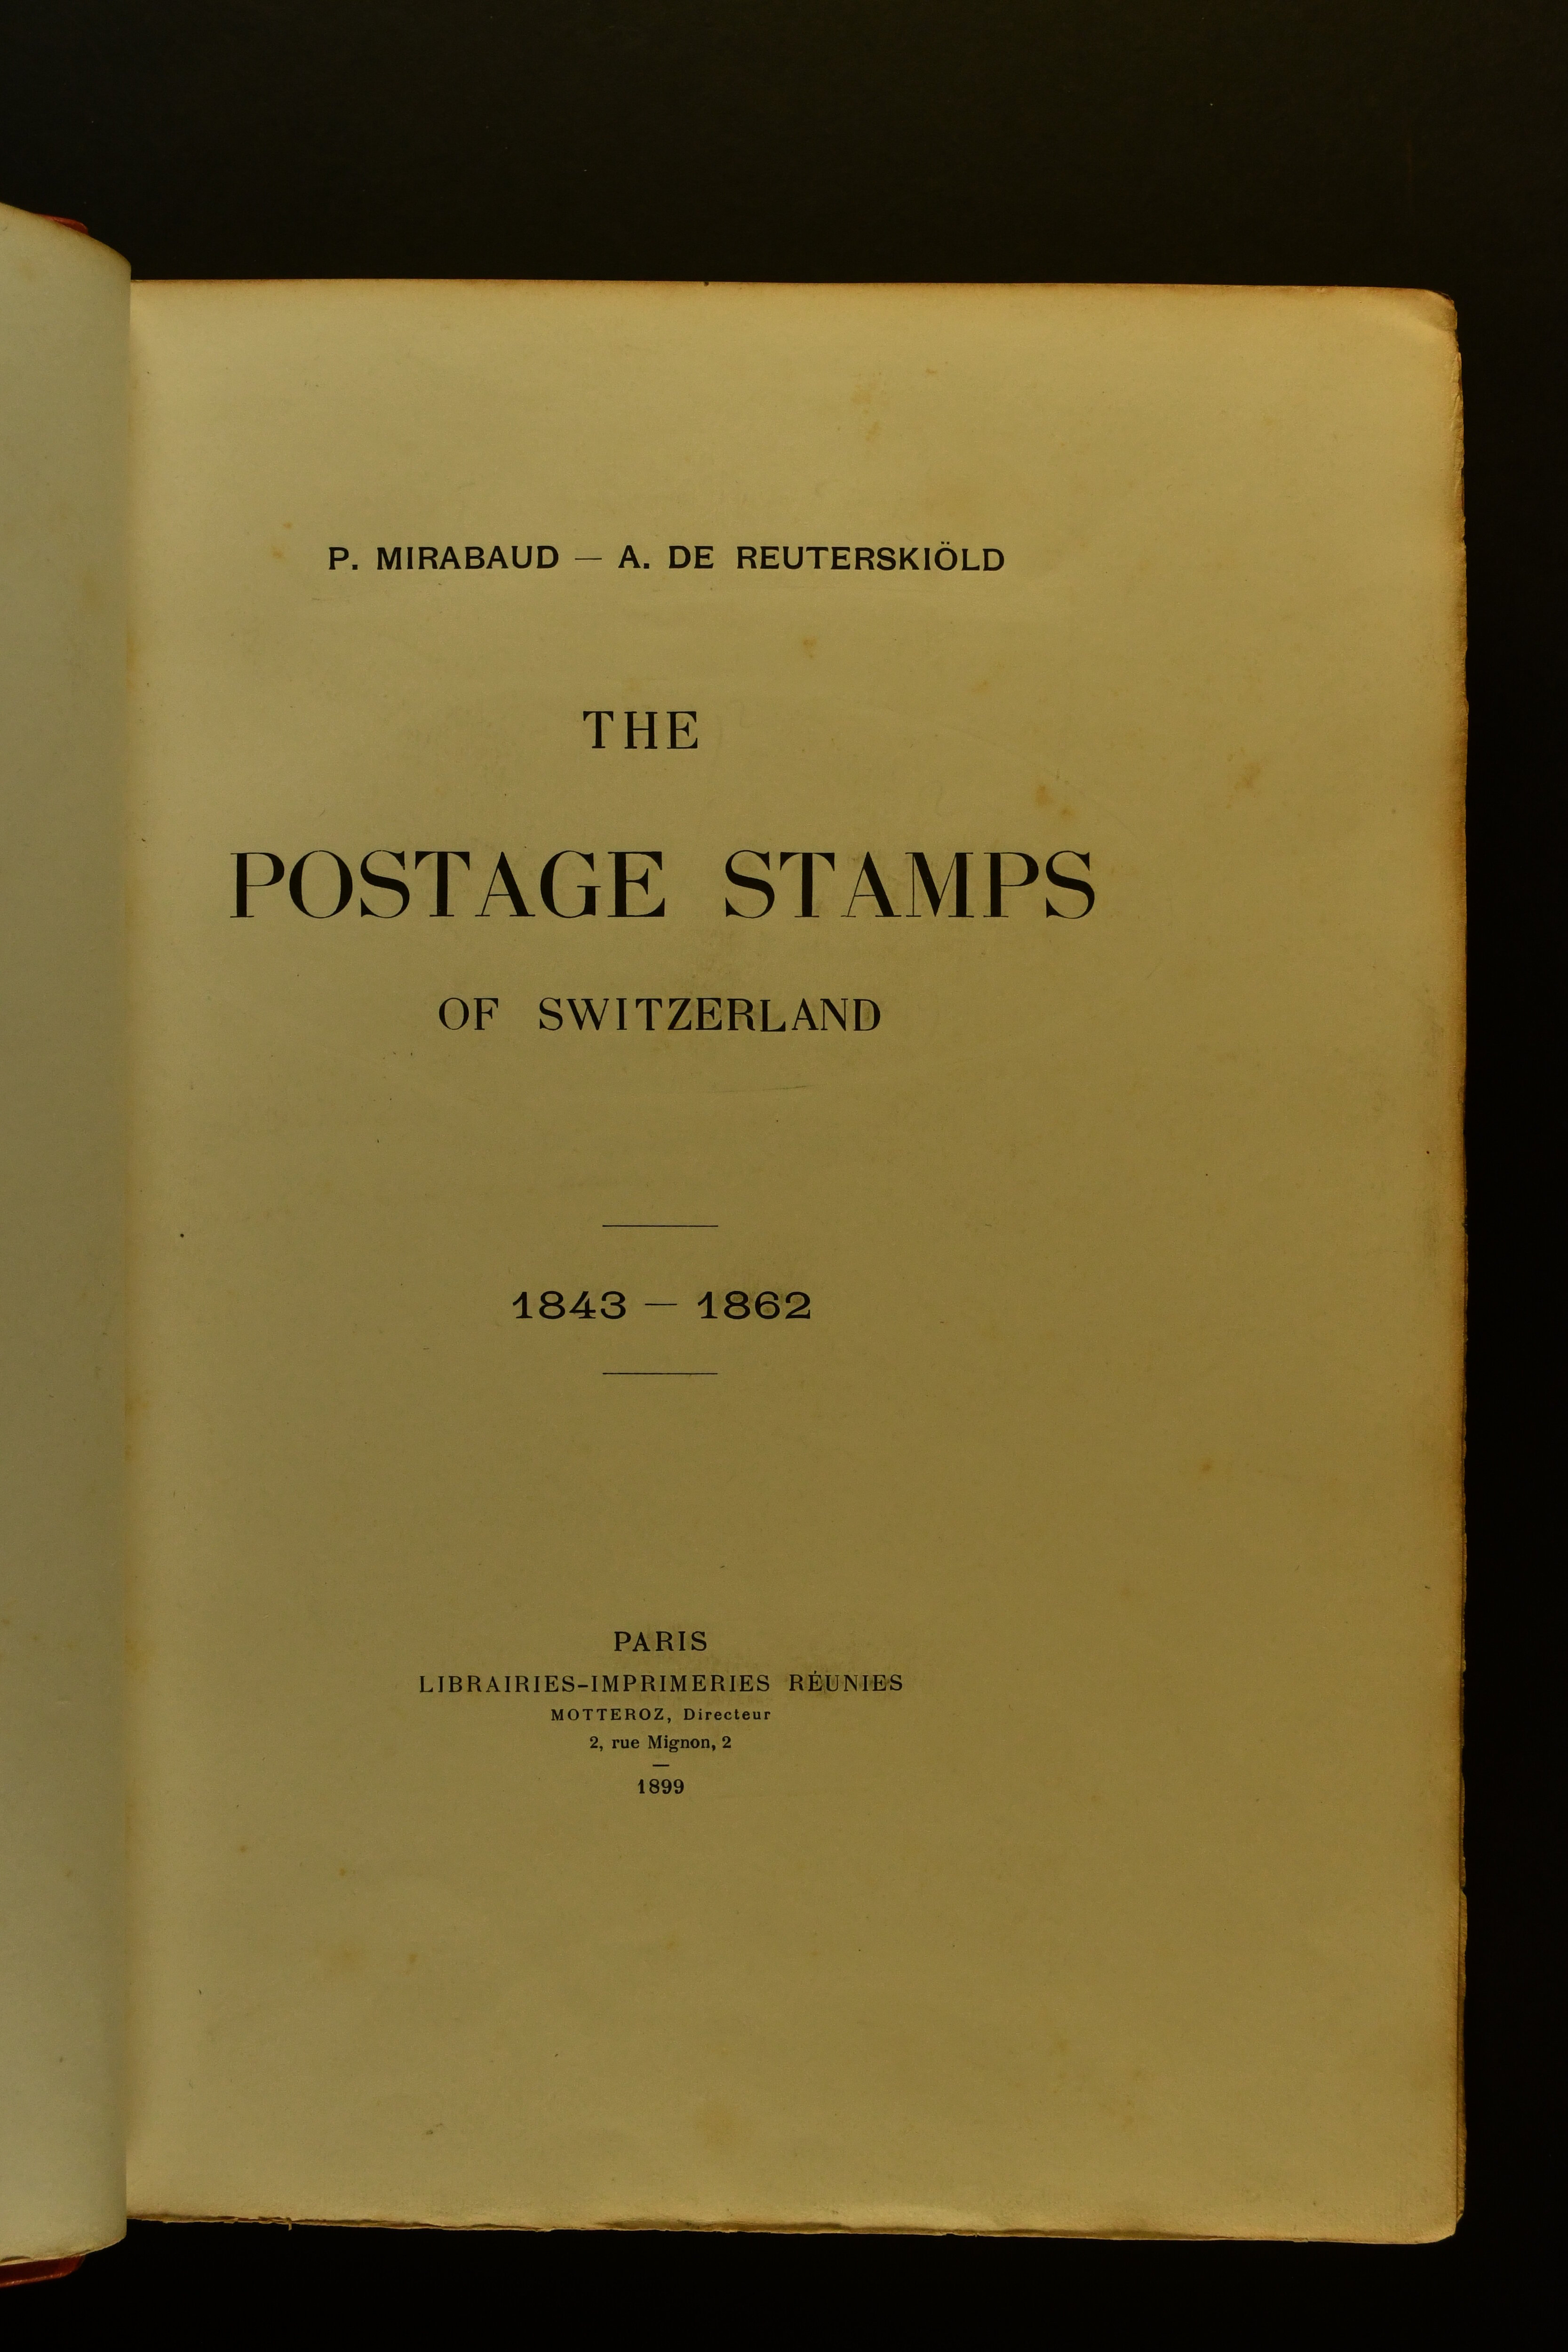 P. MIRABAUD — A. DE REUTERSKIÖLD
THE
POSTAGE STAMPS
OF SWITZERLAND
1843 — 1862
PARIS
LIBRAIRIES-IMPRIMERIES RÉUNIES
MOTTEROZ, Directeur
2, rue Mignon, 2
1899